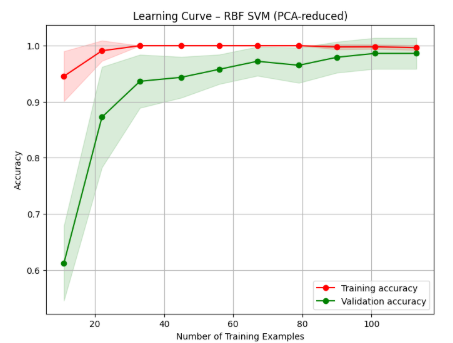 Learning Curve – RBF SVM (PCA-reduced)
1.0
0.9
0.8
0.7
0.6
Accuracy
20
40
60
80
100
Number of Training Examples
Training accuracy
Validation accuracy